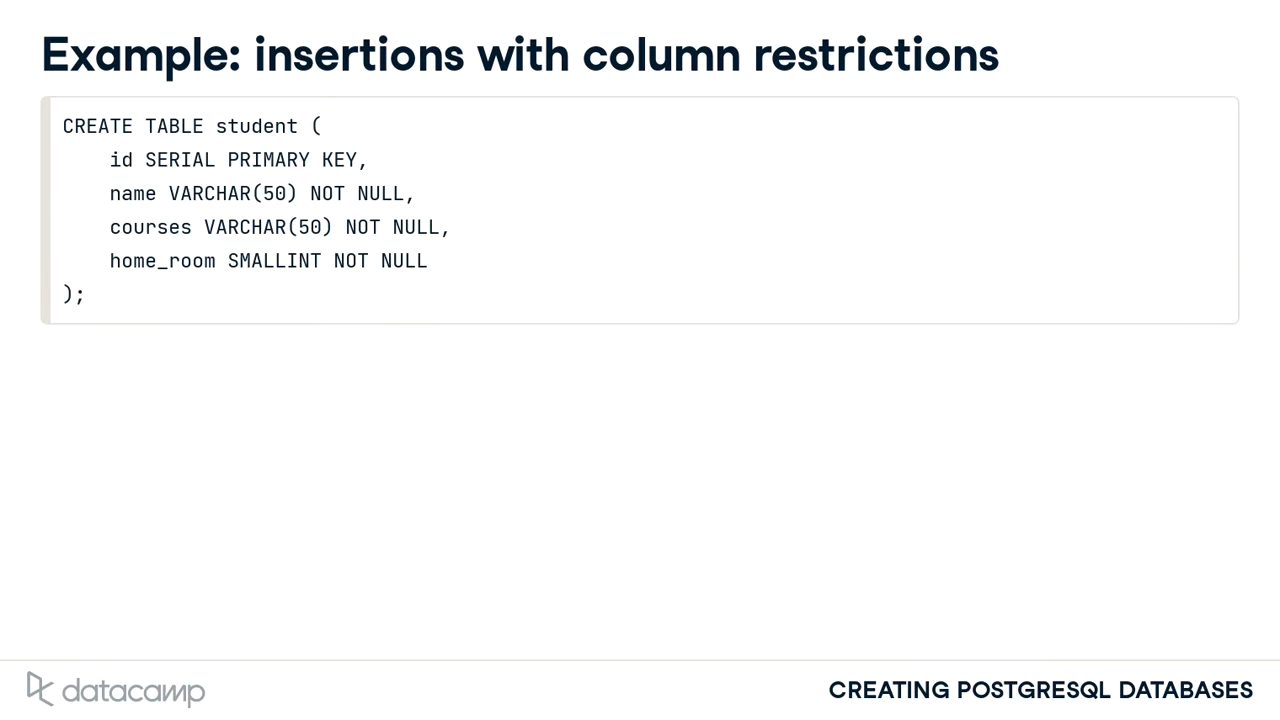 Example: insertions with column restrictions
CREATE TABLE student (
    id SERIAL PRIMARY KEY,
    name VARCHAR(50) NOT NULL,
    courses VARCHAR(50) NOT NULL,
    home_room SMALLINT NOT NULL
);
datacamp
CREATING POSTGRESQL DATABASES